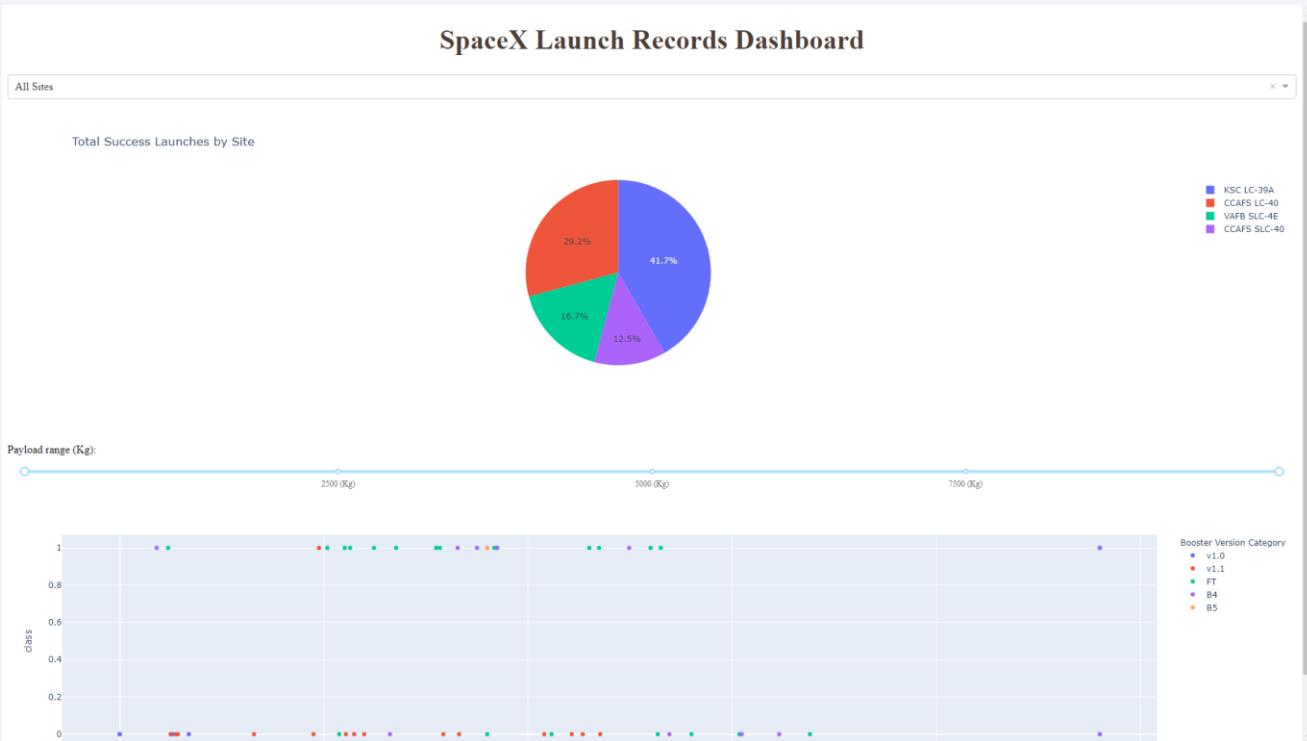 SpaceX Launch Records Dashboard
All Sites
Total Success Launches by Site
KSC LC-39A
CCAFS LC-40
VAFB SLC-4E
CCAFS SLC-40
29.2%
41.7%
16.7%
12.5%
Payload range (Kg):
2500 (Kg)
5000 (Kg)
7500 (Kg)
Booster Version Category
v1.0
v1.1
FT
B4
B5
1
0.8
0.6
0.4
0.2
0
class